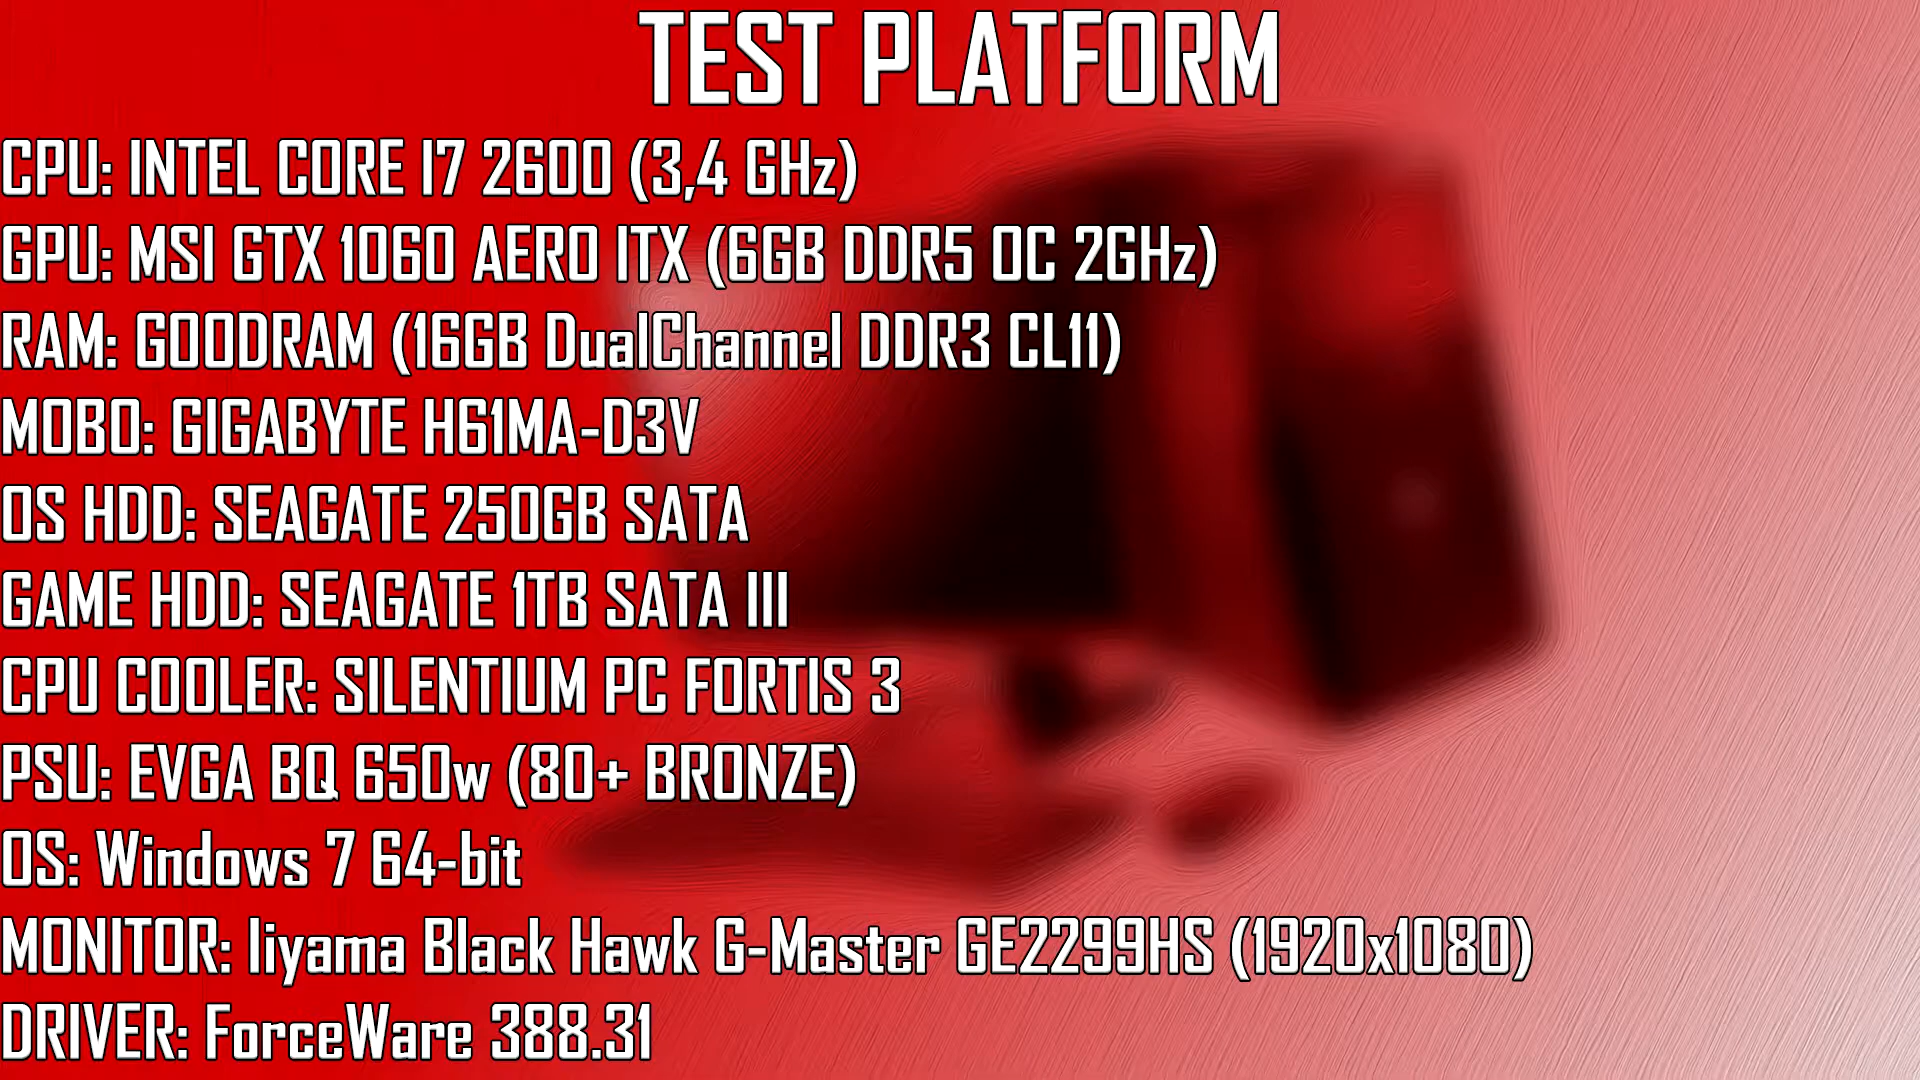 TEST PLATFORM
CPU: INTEL CORE I7 2600 (3,4 GHz)
GPU: MSI GTX 1060 AERO ITX (6GB DDR5 OC 2GHz)
RAM: GOODRAM (16GB DualChannel DDR3 CL11)
MOBO: GIGABYTE H61MA-D3V
OS HDD: SEAGATE 250GB SATA
GAME HDD: SEAGATE 1TB SATA III
CPU COOLER: SILENTIUM PC FORTIS 3
PSU: EVGA BQ 650w (80+ BRONZE)
OS: Windows 7 64-bit
MONITOR: Iiyama Black Hawk G-Master GE2299HS (1920x1080)
DRIVER: ForceWare 388.31